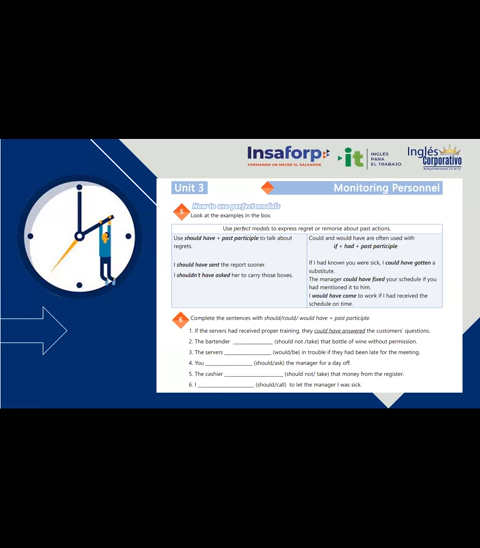 Insaforp
FORMANDO UN MEJOR EL SALVADOR
it
INGLÉS
PARA
EL TRABAJO
Inglés
Corporativo
Unit 3
Monitoring Personnel
5
How to use perfect modals
Look at the examples in the box.
Use perfect modals to express regret or remorse about past actions.
Use should have + past participle to talk about
regrets.
I should have sent the report sooner.
I shouldn't have asked her to carry those boxes.
Could and would have are often used with
if + had + past participle
If I had known you were sick, I could have gotten a
substitute.
The manager could have fixed your schedule if you
had mentioned it to him.
I would have come to work if I had received the
schedule on time.
6
Complete the sentences with should/could/ would have + past participle.
1. If the servers had received proper training, they could have answered the customers' questions.
2. The bartender ______________ (should not /take) that bottle of wine without permission.
3. The servers ________________ (would/be) in trouble if they had been late for the meeting.
4. You ________________ (should/ask) the manager for a day off.
5. The cashier ____________________ (should not/ take) that money from the register.
6. I ___________________ (should/call) to let the manager I was sick.